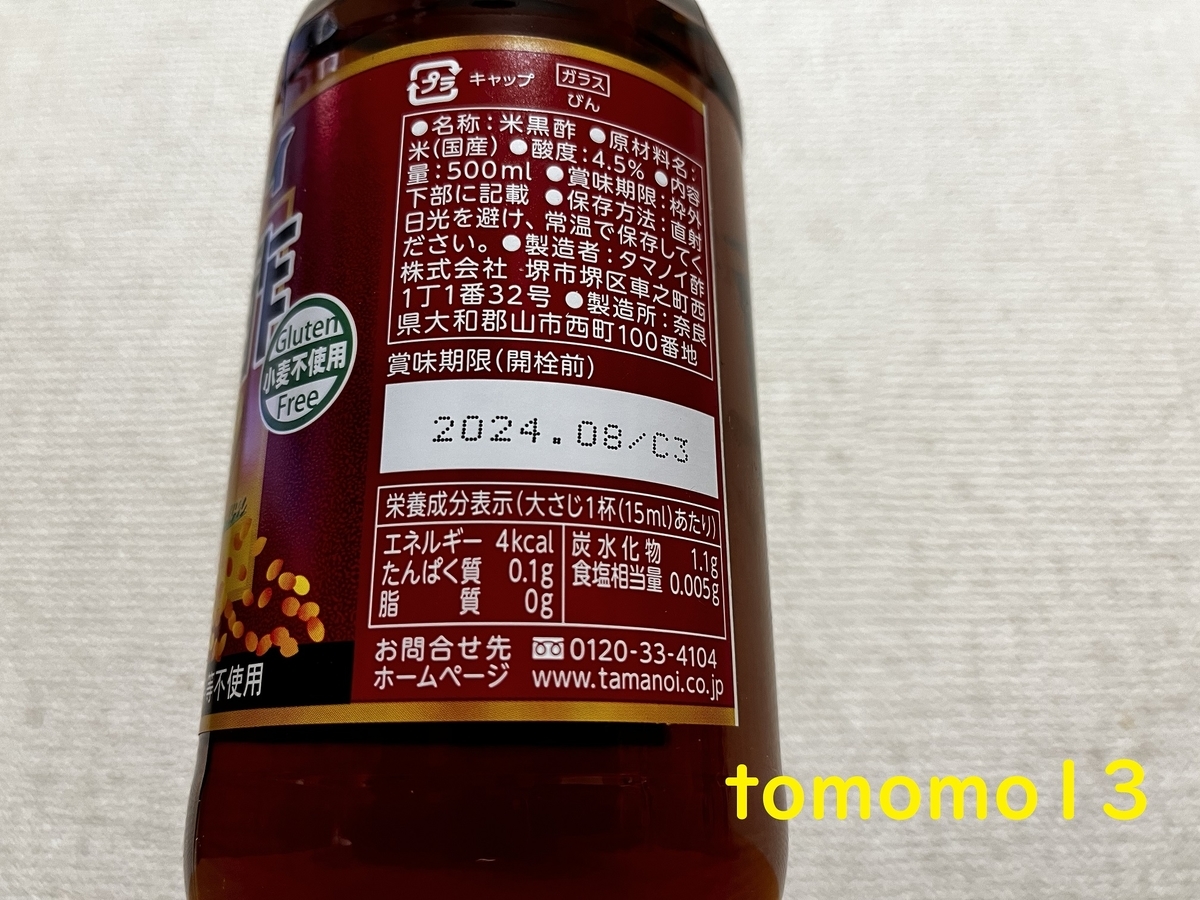 プラ キャップ ガラス
びん
●名称：米黒酢 ●原材料名：
米(国産) ●酸度：4.5% ●内容
量：500ml ●賞味期限：枠外
下部に記載 ●保存方法：直射
日光を避け、常温で保存してく
ださい。 ●製造者：タマノイ酢
株式会社 堺市堺区車之町西
1丁1番32号 ●製造所：奈良
県大和郡山市西町100番地
賞味期限(開栓前)
2024.08/C3
栄養成分表示(大さじ1杯(15ml)あたり)
エネルギー 4kcal
たんぱく質 0.1g
脂質 0g
炭水化物 1.1g
食塩相当量 0.005g
お問合せ先 0120-33-4104
ホームページ www.tamanoi.co.jp
Gluten
小麦不使用
Free
不使用
tomomo13